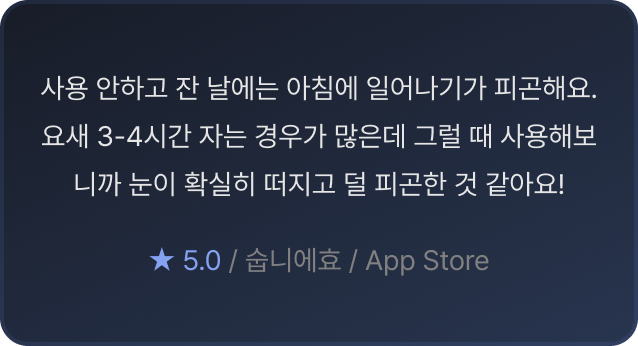 사용 안하고 잔 날에는 아침에 일어나기가 피곤해요.
요새 3-4시간 자는 경우가 많은데 그럴 때 사용해보
니까 눈이 확실히 떠지고 덜 피곤한 것 같아요!
★ 5.0 / 숩니에효 / App Store